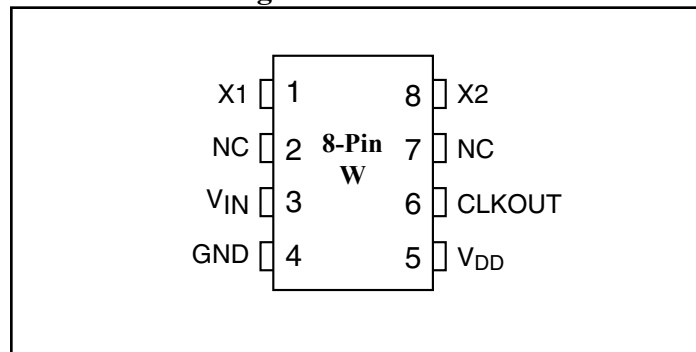 X1 1 8 X2
NC 2 8-Pin 7 NC
W
VIN 3 6 CLKOUT
GND 4 5 VDD